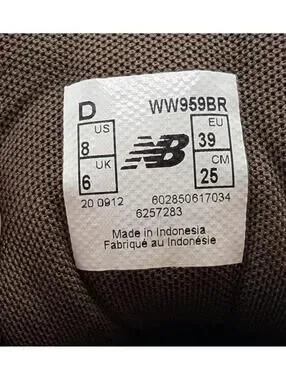 D WW959BR
US EU
8 39
UK NB CM
6 25
20 0912 602850617034
6257283
Made in Indonesia
Fabriqué au Indonésie